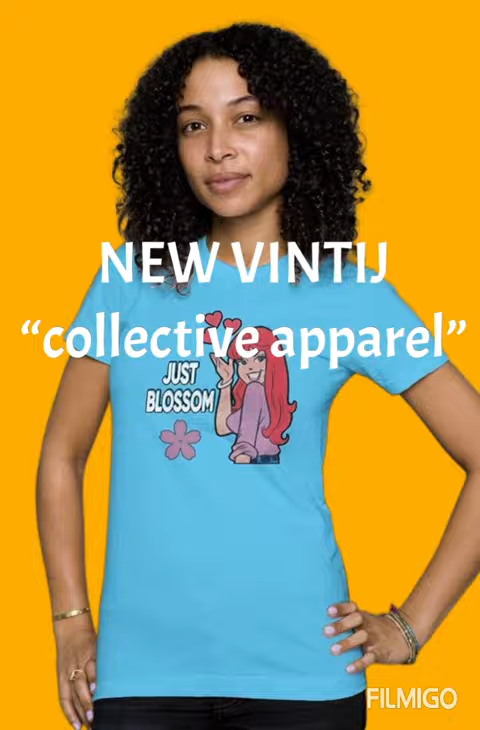 NEW VINTIJ
“collective apparel”
JUST
BLOSSOM
FILMIGO